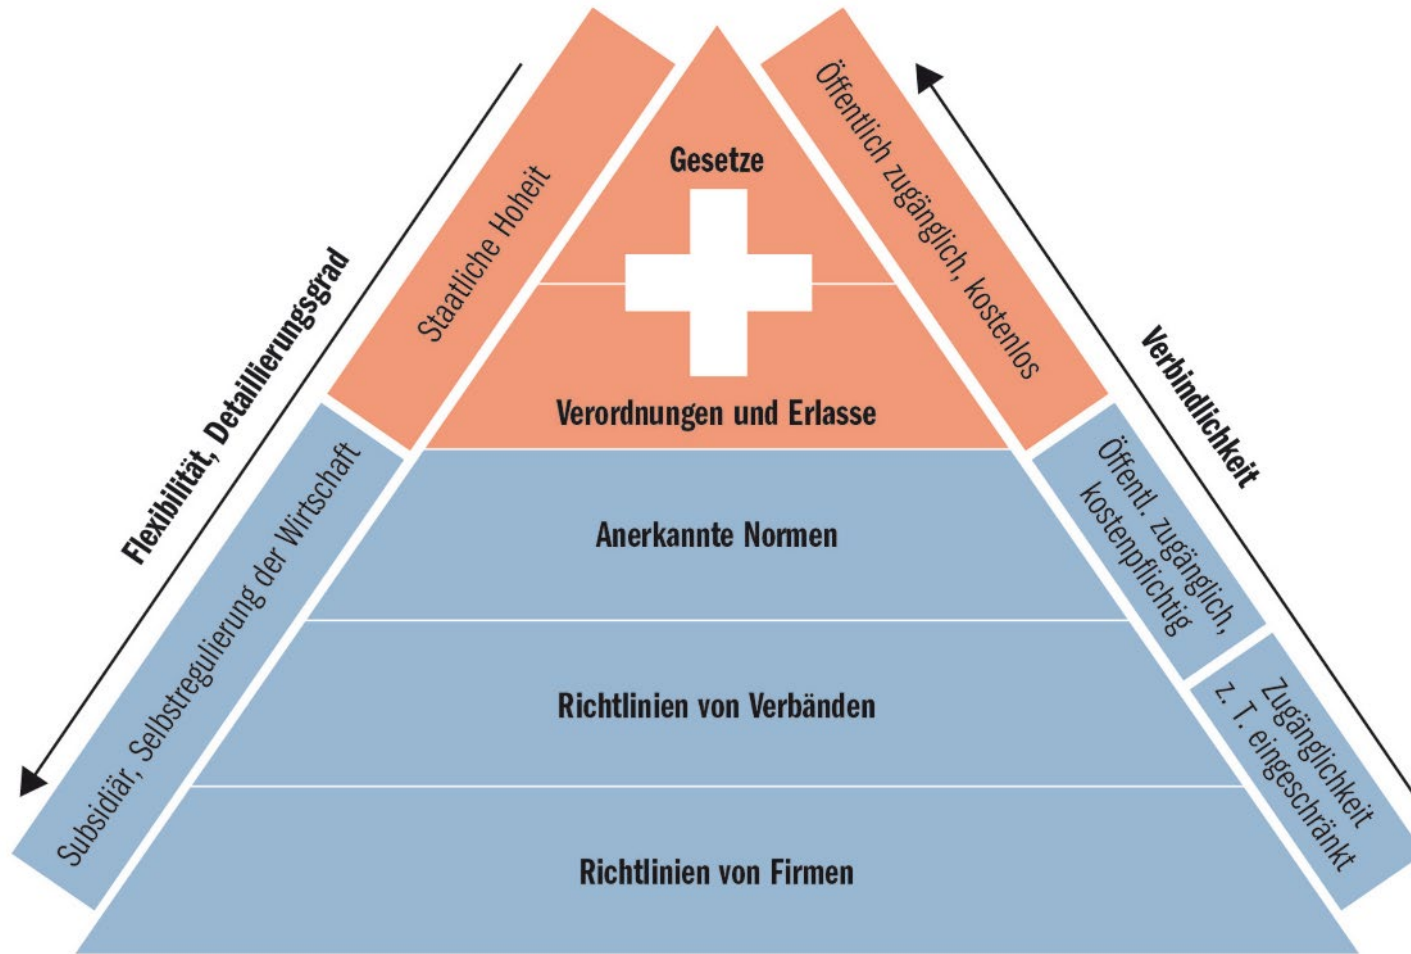 Gesetze
Verordnungen und Erlasse
Anerkannte Normen
Richtlinien von Verbänden
Richtlinien von Firmen
Flexibilität, Detaillierungsgrad
Staatliche Hoheit
Subsidiär, Selbstregulierung der Wirtschaft
Öffentlich zugänglich, kostenlos
Öffentl. zugänglich,
kostenpflichtig
Zugänglichkeit
z. T. eingeschränkt
Verbindlichkeit